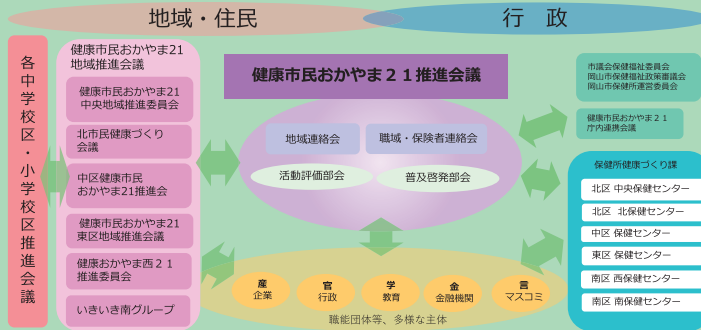 地域・住民
行 政
各中学校区・小学校区推進会議
健康市民おかやま21
地域推進会議
健康市民おかやま21
中央地域推進委員会
北市民健康づくり
会議
中区健康市民
おかやま21推進会
健康市民おかやま21
東区地域推進会議
健康おかやま西２１
推進委員会
いきいき南グループ
健康市民おかやま２１推進会議
地域連絡会
職域・保険者連絡会
活動評価部会
普及啓発部会
産
企業
官
行政
学
教育
金
金融機関
言
マスコミ
職能団体等、多様な主体
市議会保健福祉委員会
岡山市保健福祉政策審議会
岡山市保健所運営委員会
健康市民おかやま２１
庁内連携会議
保健所健康づくり課
北区 中央保健センター
北区 北保健センター
中区 保健センター
東区 保健センター
南区 西保健センター
南区 南保健センター